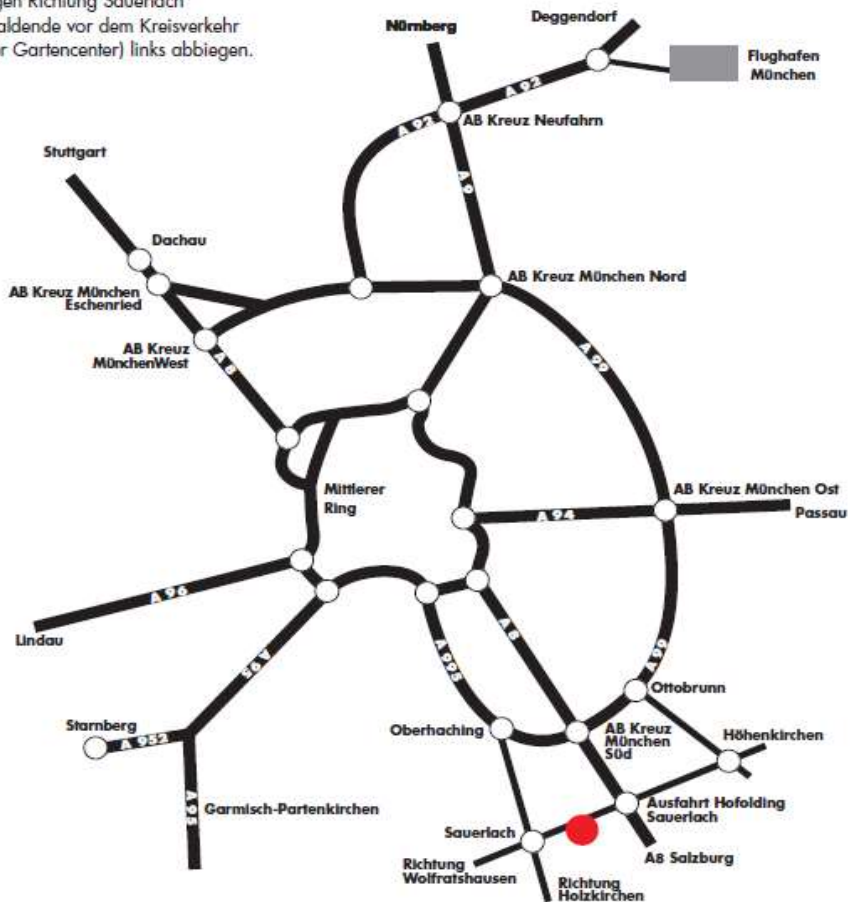 gen Richtung Sauerlach
aldende vor dem Kreisverkehr
r Gartencenter) links abbiegen.
Deggendorf
Nürnberg
Flughafen
München
A 92
A 92
AB Kreuz Neufahrn
Stuttgart
A 9
Dachau
AB Kreuz München Nord
AB Kreuz München
Eschenried
AB Kreuz
MünchenWest
A 8
A 99
Mittlerer
Ring
AB Kreuz München Ost
A 94
Passau
A 96
Lindau
A 8
A 995
A 95
A 99
Ottobrunn
Starnberg
A 952
Oberhaching
AB Kreuz
München
Süd
Höhenkirchen
A 95
Garmisch-Partenkirchen
Ausfahrt Hofolding
Sauerlach
Sauerlach
A8 Salzburg
Richtung
Wolfratshausen
Richtung
Holzkirchen